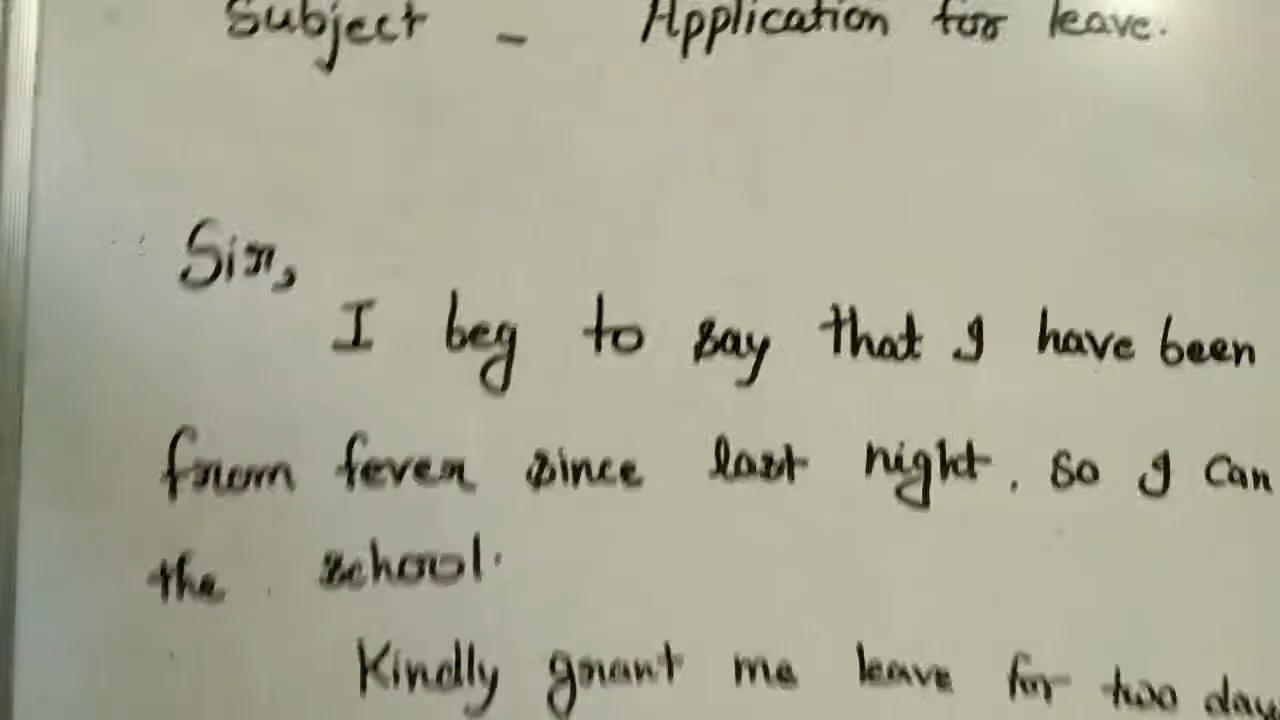 Subject - Application for leave.
Sir,
I beg to say that I have been
from fever since last night. so I can
the school.
Kindly grant me leave for two day